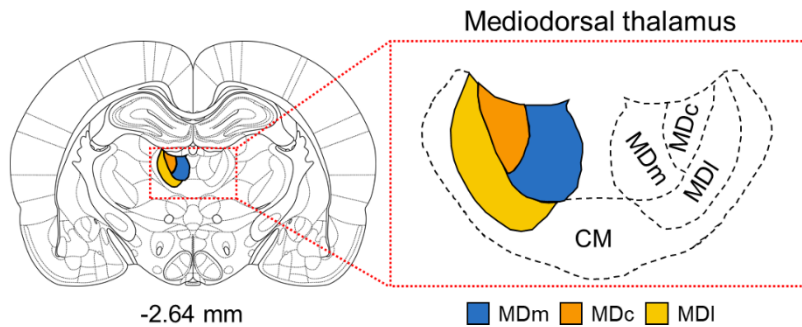 Mediodorsal thalamus
MDm
MDc
MDl
CM
-2.64 mm
MDm MDc MDl